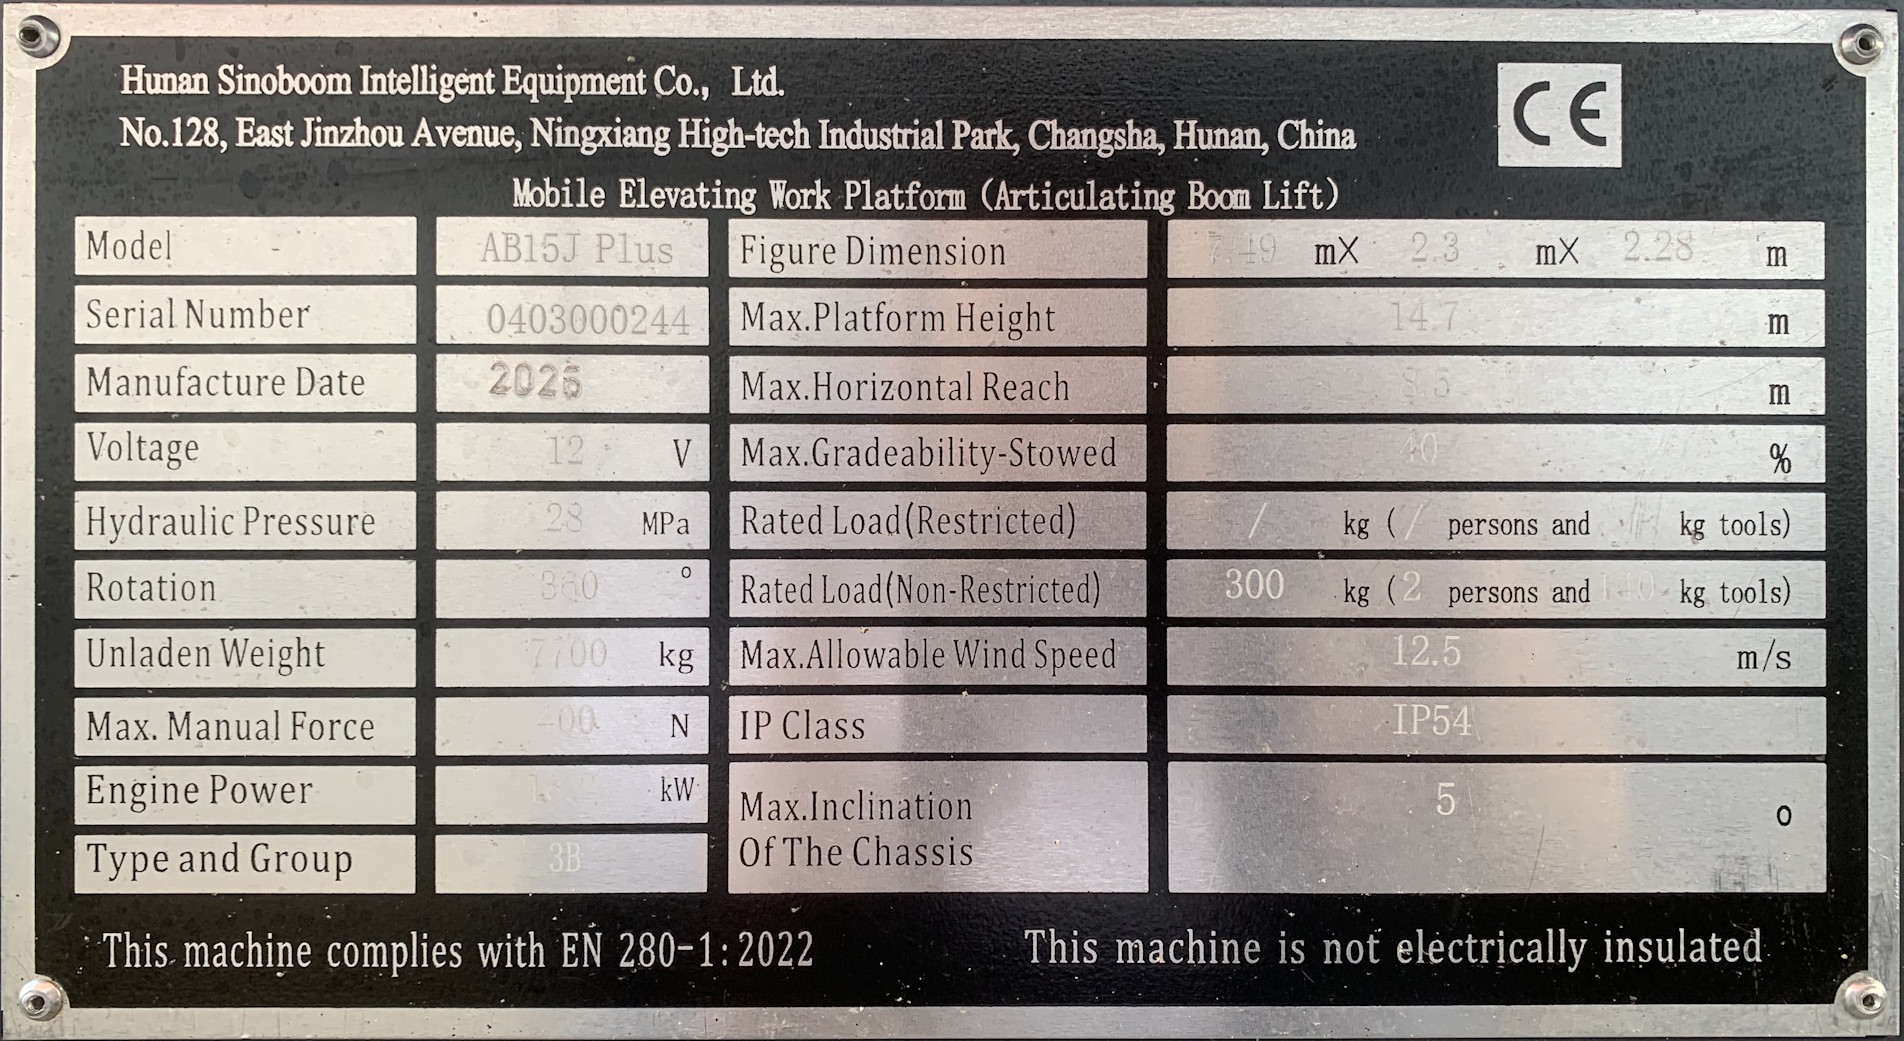 Hunan Sinoboom Intelligent Equipment Co., Ltd.
No.128, East Jinzhou Avenue, Ningxiang High-tech Industrial Park, Changsha, Hunan, China
CE
Mobile Elevating Work Platform (Articulating Boom Lift)
Model AB15J Plus Figure Dimension 7.49 mX 2.3 mX 2.28 m
Serial Number 0403000244 Max.Platform Height 14.7 m
Manufacture Date Max.Horizontal Reach m
Voltage 12 V Max.Gradeability-Stowed 40 %
Hydraulic Pressure 28 MPa Rated Load(Restricted) / kg ( / persons and kg tools)
Rotation 360 ° Rated Load(Non-Restricted) 300 kg ( 2 persons and 140 kg tools)
Unladen Weight 7700 kg Max.Allowable Wind Speed 12.5 m/s
Max. Manual Force N IP Class IP54
Engine Power kW Max.Inclination Of The Chassis 5 °
Type and Group 3B
This machine complies with EN 280-1:2022 This machine is not electrically insulated